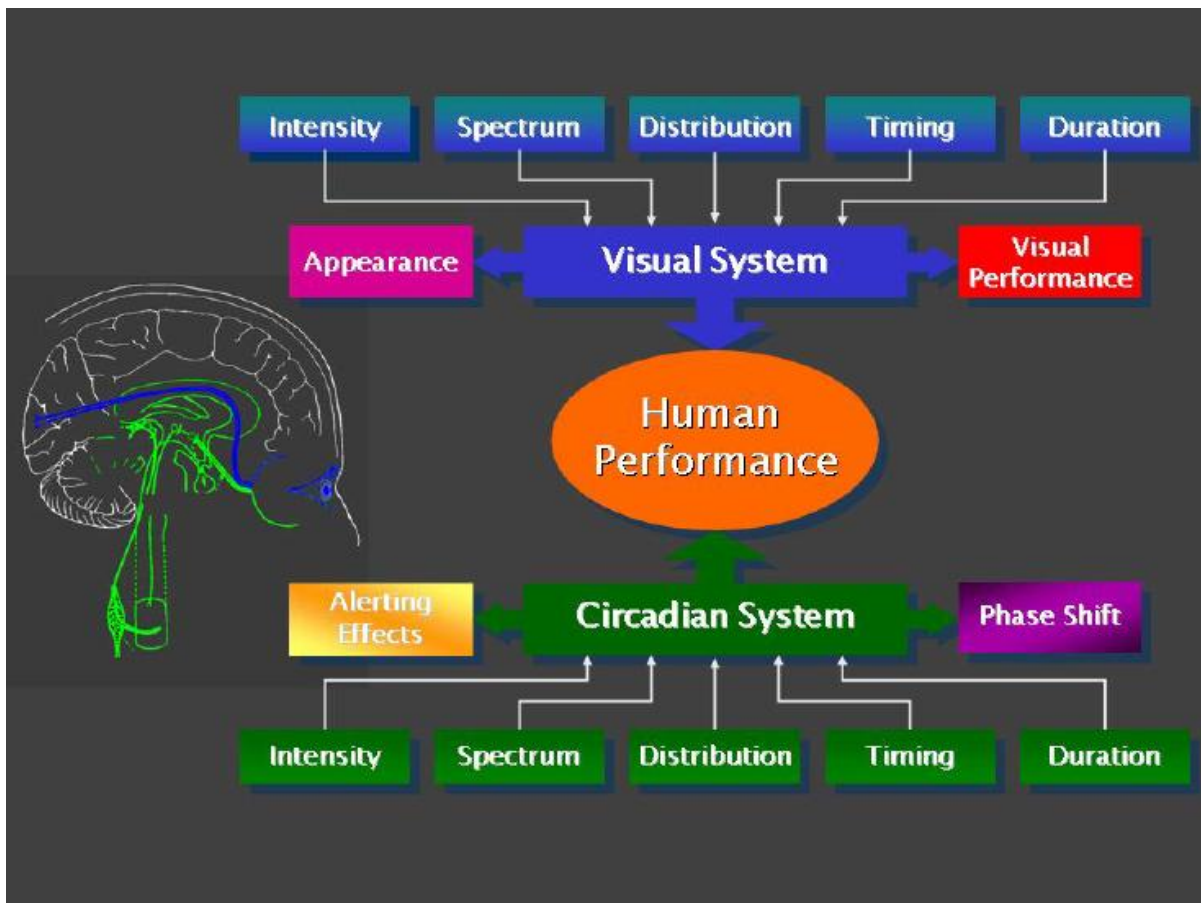 Intensity
Spectrum
Distribution
Timing
Duration
Appearance
Visual System
Visual
Performance
Human
Performance
Alerting
Effects
Circadian System
Phase Shift
Intensity
Spectrum
Distribution
Timing
Duration